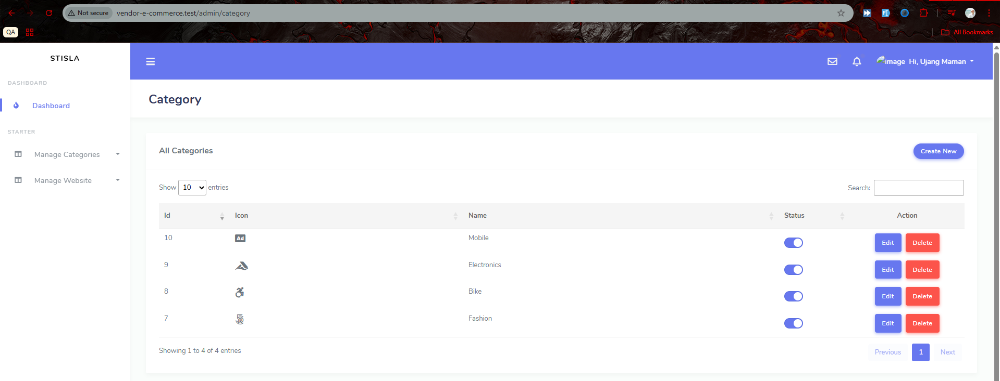 Not secure vendor-e-commerce.test/admin/category
QA
All Bookmarks
STISLA
image Hi, Ujang Maman
DASHBOARD
Dashboard
STARTER
Manage Categories
Manage Website
Category
All Categories
Create New
Show 10 entries
Search:
Id Icon Name Status Action
10 Ad Mobile Edit Delete
9 Electronics Edit Delete
8 Bike Edit Delete
7 Fashion Edit Delete
Showing 1 to 4 of 4 entries
Previous 1 Next